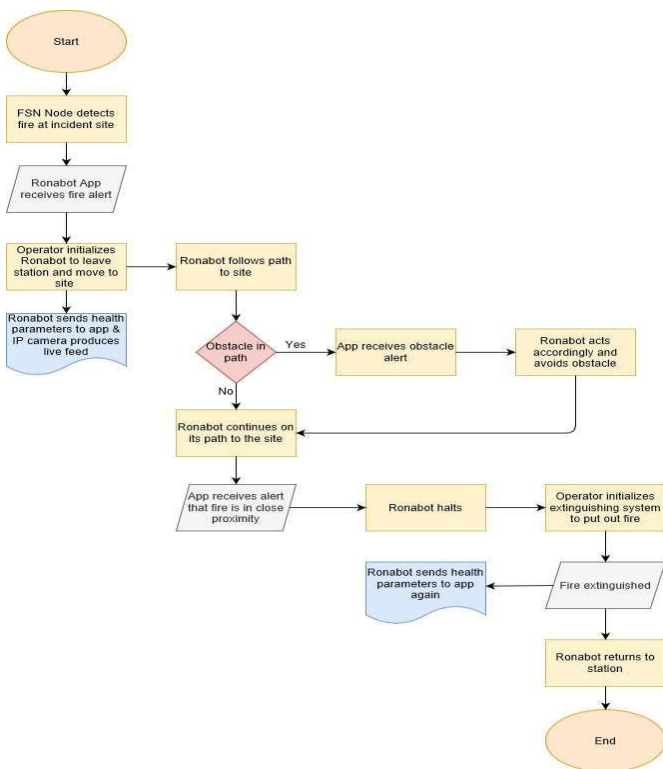 Start
FSN Node detects
fire at incident site
Ronabot App
receives fire alert
Operator initializes
Ronabot to leave
station and move to
site
Ronabot sends health
parameters to app &
IP camera produces
live feed
Ronabot follows path
to site
Obstacle in
path
Yes
App receives obstacle
alert
Ronabot acts
accordingly and
avoids obstacle
No
Ronabot continues on
its path to the site
App receives alert
that fire is in close
proximity
Ronabot halts
Operator initializes
extinguishing system
to put out fire
Ronabot sends health
parameters to app
again
Fire extinguished
Ronabot returns to
station
End